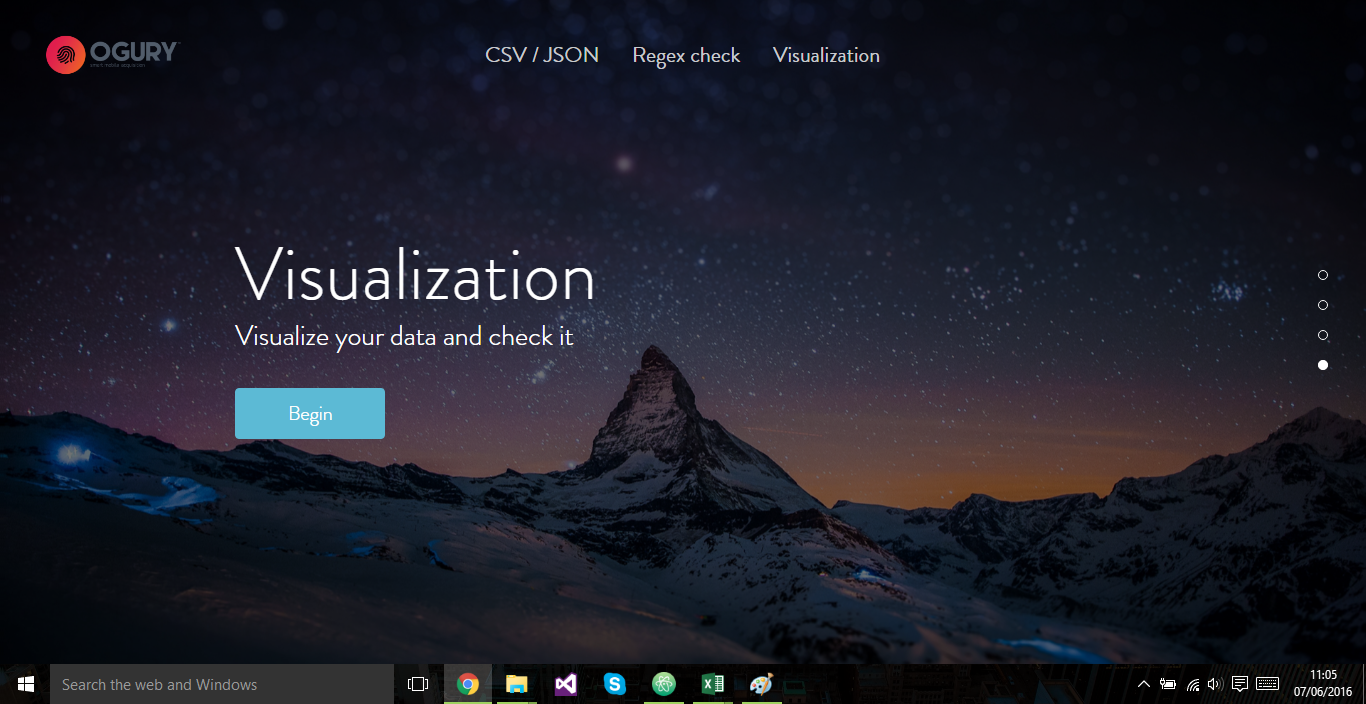 OGURY
CSV / JSON
Regex check
Visualization
Visualization
Visualize your data and check it
Begin
Search the web and Windows
11:05
07/06/2016